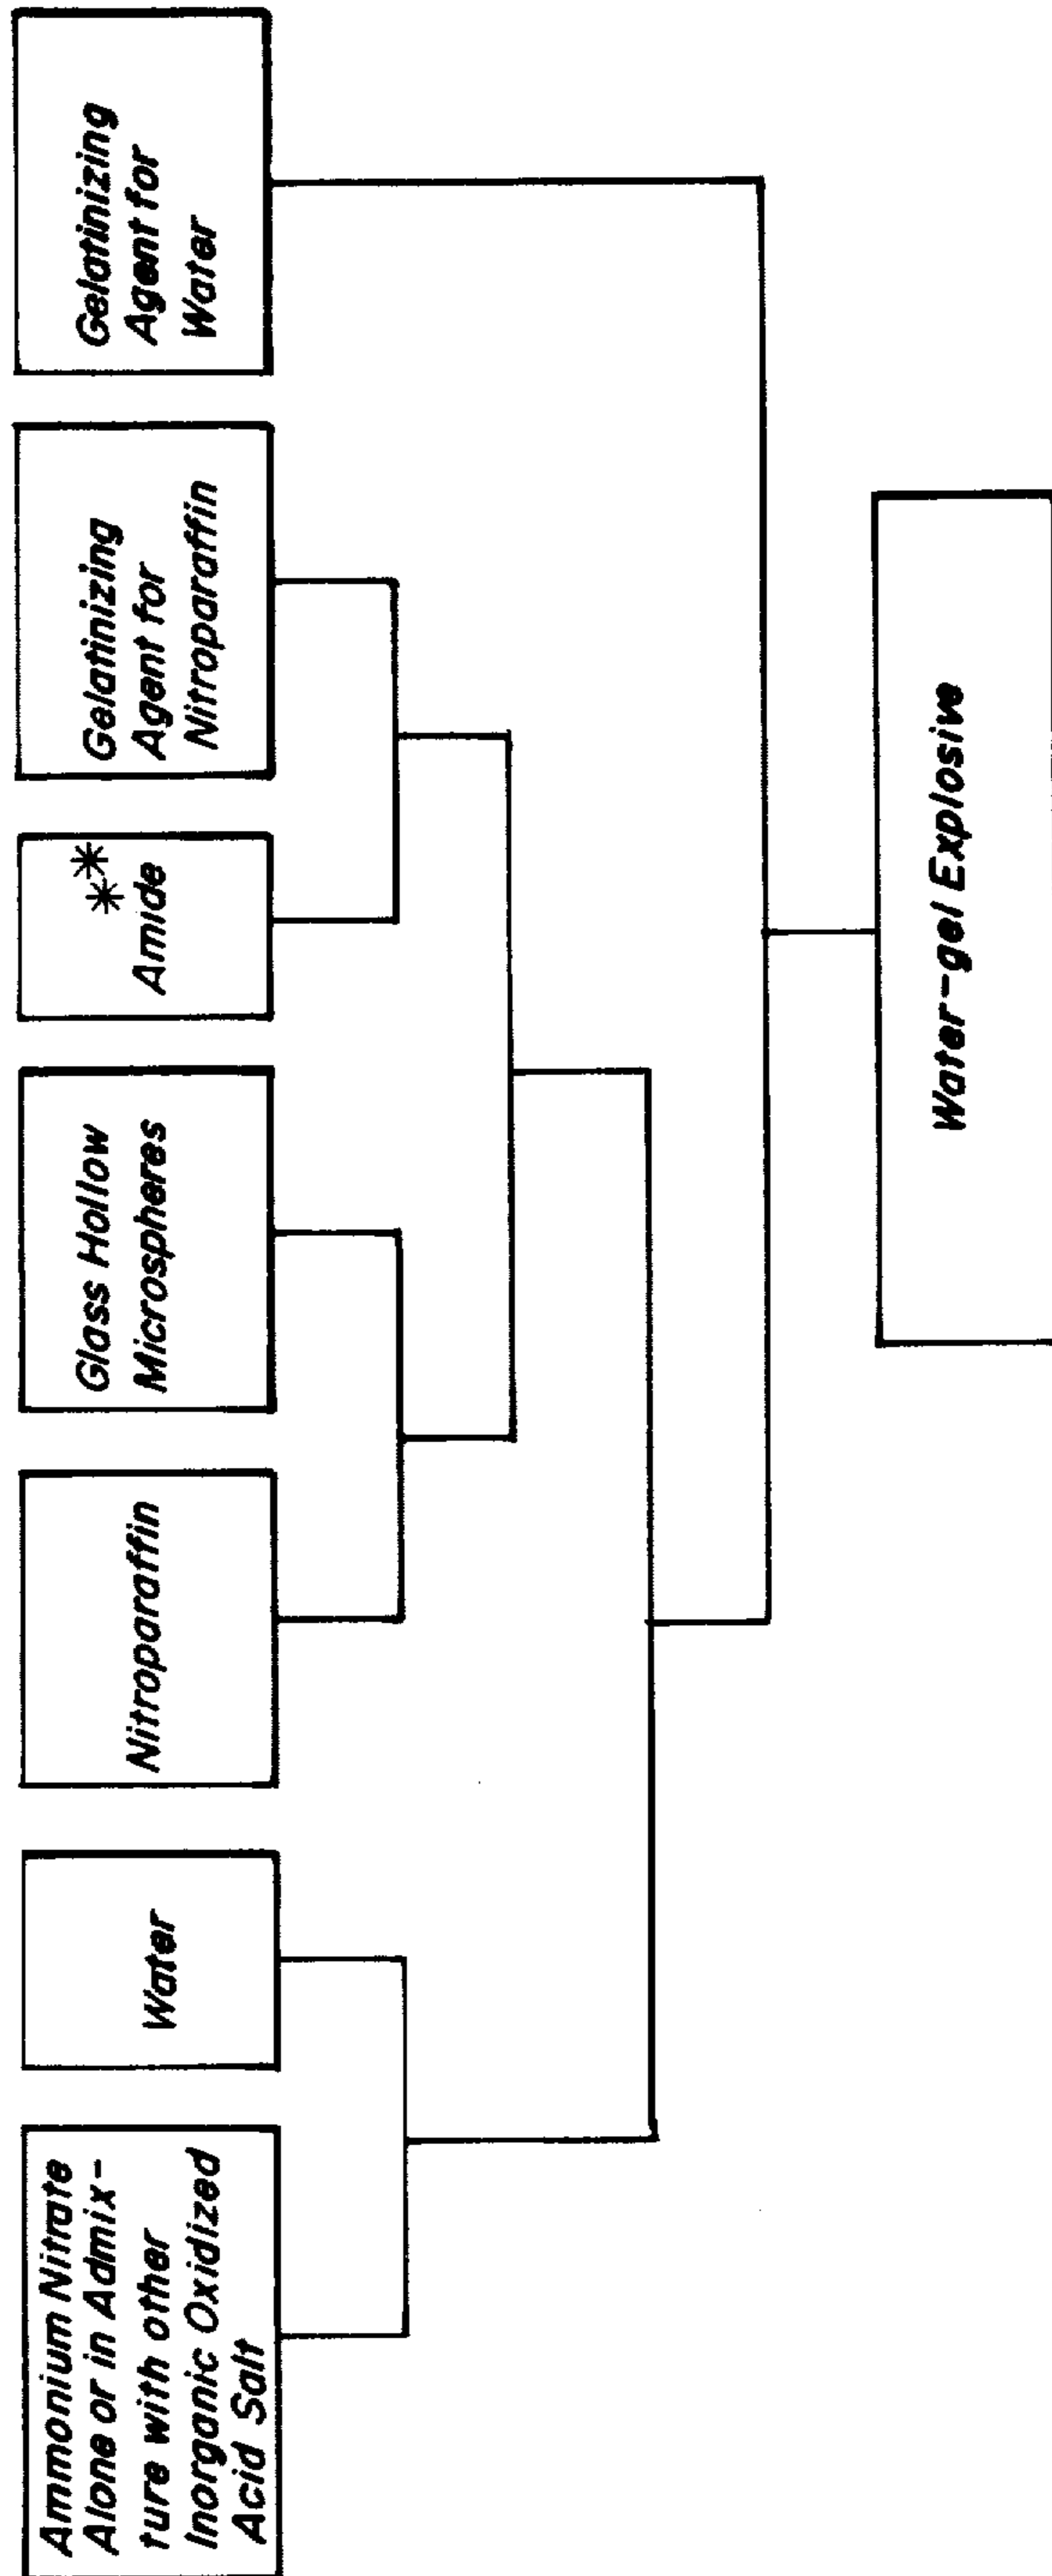 Ammonium Nitrate
Alone or in Admix-
ture with other
Inorganic Oxidized
Acid Salt
Water
Nitroparaffin
Glass Hollow
Microspheres
**
Amide
Gelatinizing
Agent for
Nitroparaffin
Gelatinizing
Agent for
Water
Water-gel Explosive